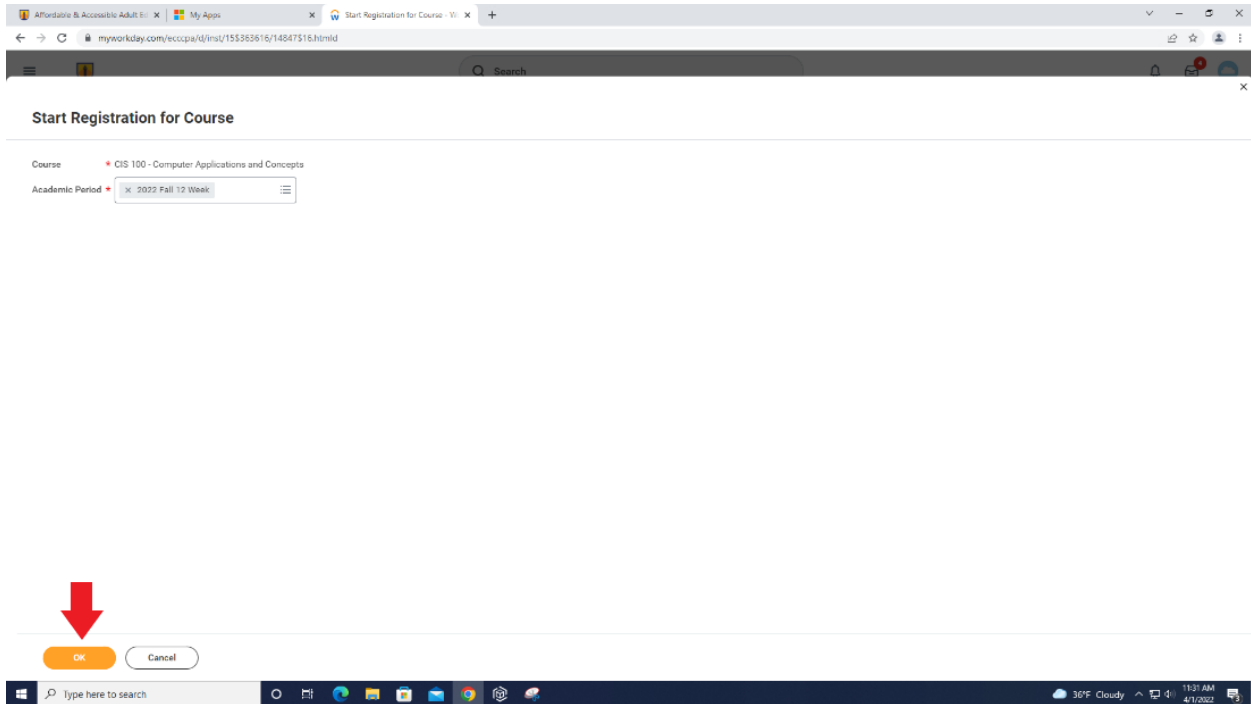 Affordable & Accessible Adult Ed
My Apps
Start Registration for Course - W
myworkday.com/ecccpa/d/inst/15$363616/14847$16.htmld
Search
4
Start Registration for Course
Course * CIS 100 - Computer Applications and Concepts
Academic Period * × 2022 Fall 12 Week
OK
Cancel
Type here to search
36°F Cloudy
11:31 AM
4/1/2022